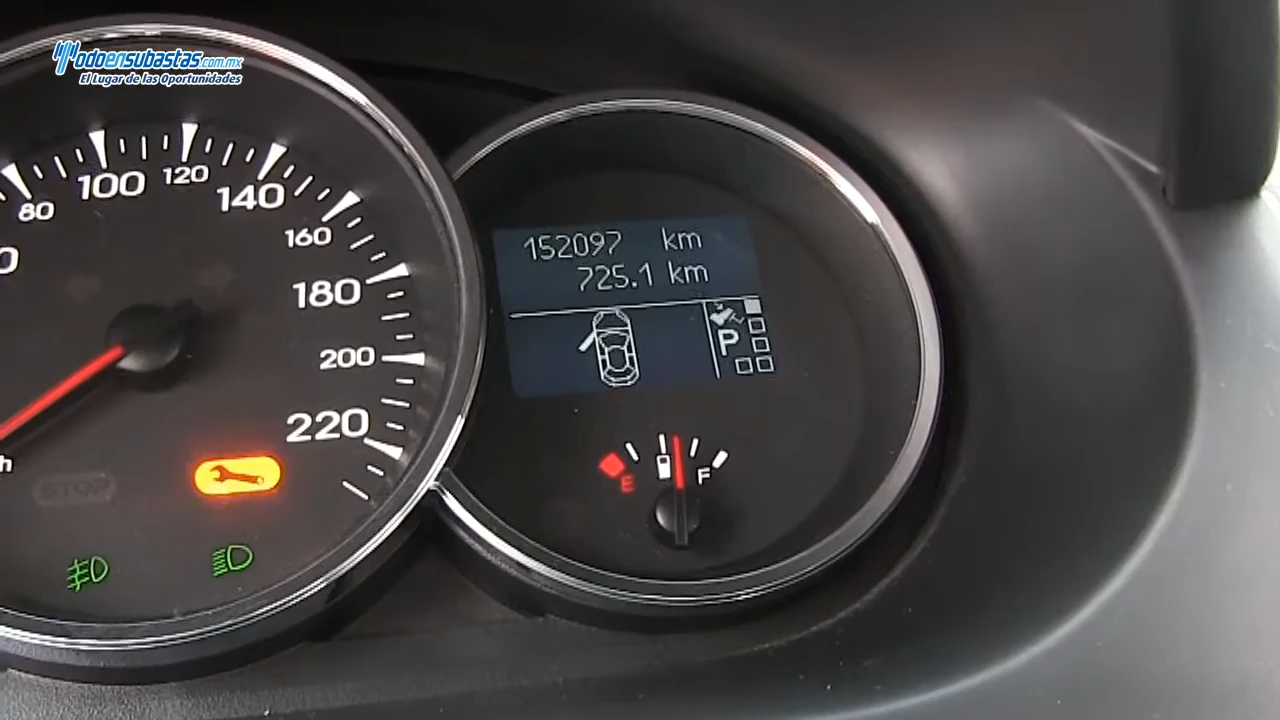 Todoensubastas.com.mx
El Lugar de las Oportunidades
80
100
120
140
160
180
200
220
152097 km
725.1 km
P
E
F
STOP